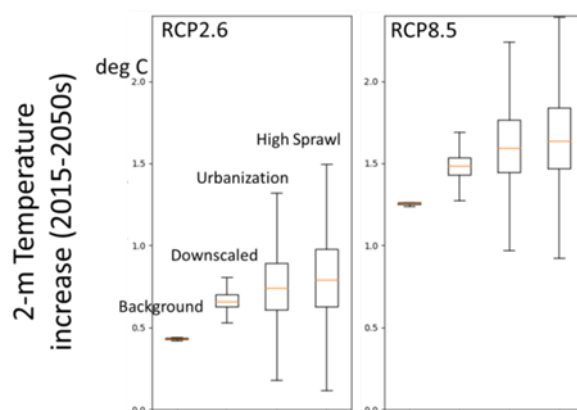 RCP2.6
RCP8.5
deg C
2-m Temperature
increase (2015-2050s)
2.0
1.5
1.0
0.5
0.0
High Sprawl
Urbanization
Downscaled
Background
2.0
1.5
1.0
0.5
0.0